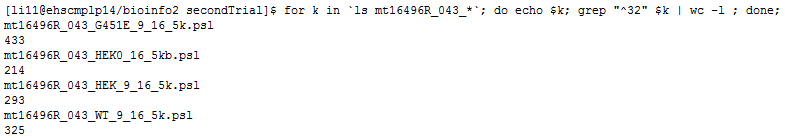 [li11@ehscmplp14/bioinfo2 secondTrial]$ for k in `ls mt16496R_043_*`; do echo $k; grep "^32" $k | wc -l ; done;
mt16496R_043_G451E_9_16_5k.psl
433
mt16496R_043_HEK0_16_5kb.psl
214
mt16496R_043_HEK_9_16_5k.psl
293
mt16496R_043_WT_9_16_5k.psl
325